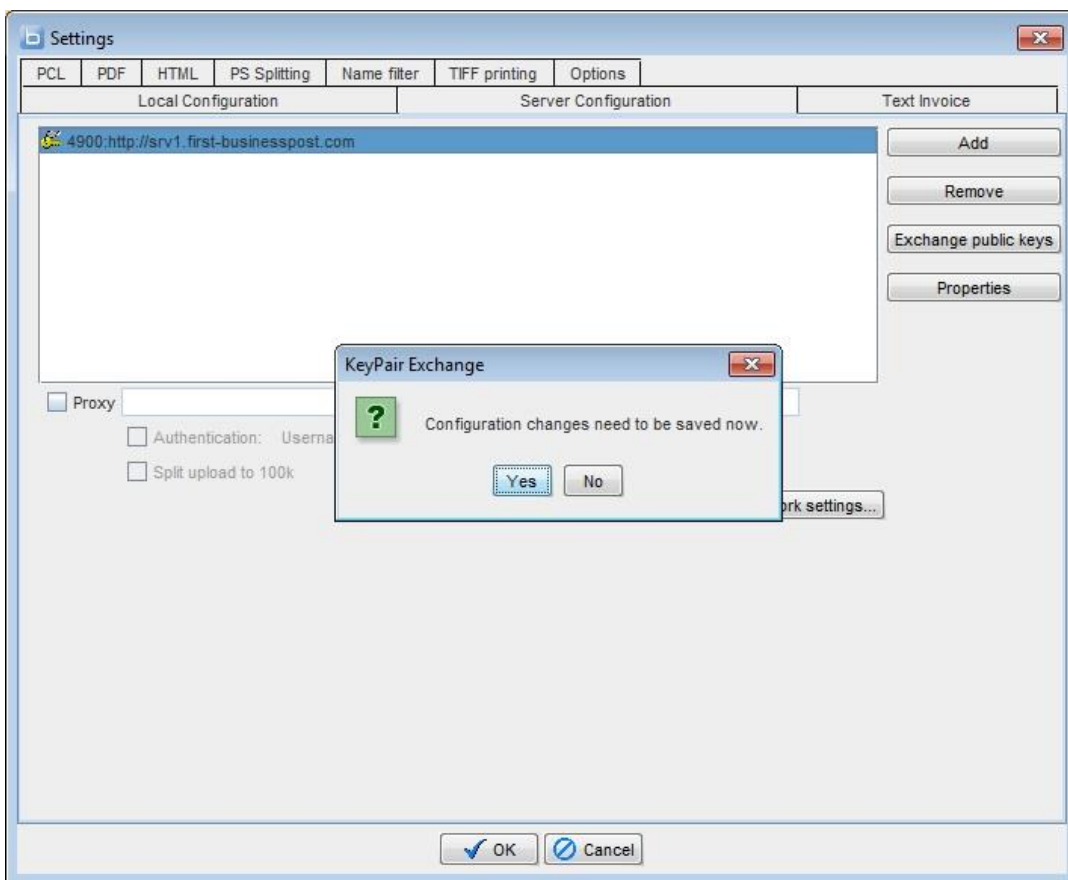 Settings
PCL PDF HTML PS Splitting Name filter TIFF printing Options
Local Configuration Server Configuration Text Invoice
4900:http://srv1.first-businesspost.com
Add
Remove
Exchange public keys
Properties
KeyPair Exchange
Configuration changes need to be saved now.
Yes No
Proxy
Authentication:
Split upload to 100k
settings...
OK Cancel